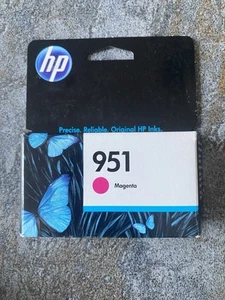 hp
Precise. Reliable. Original HP Inks.
951
Magenta